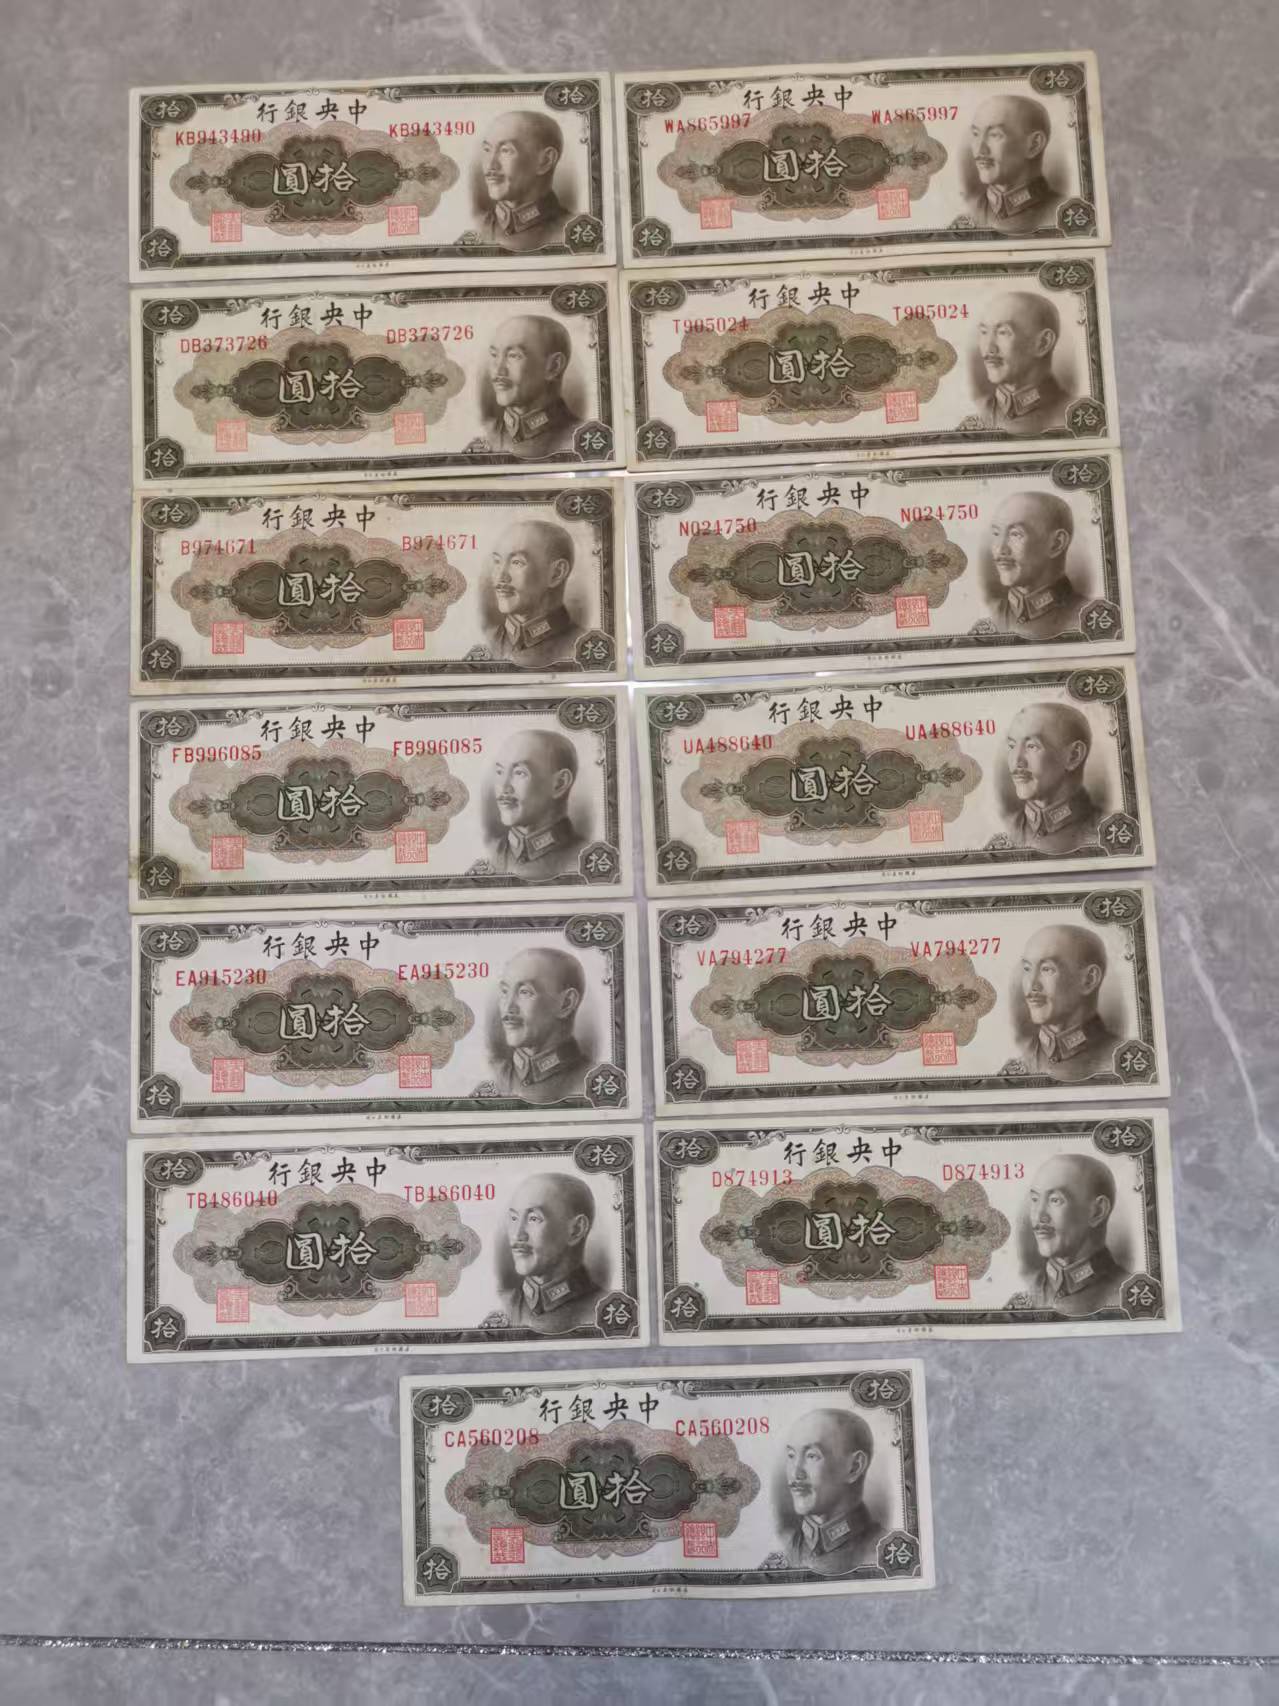 拾 拾
中央銀行
KB943490 KB943490
拾圓
拾 拾
拾 拾
中央銀行
WA865997 WA865997
拾圓
拾 拾
拾 拾
中央銀行
DB373726 DB373726
拾圓
拾 拾
拾 拾
中央銀行
T905024 T905024
拾圓
拾 拾
拾 拾
中央銀行
B974671 B974671
拾圓
拾 拾
拾 拾
中央銀行
N024750 N024750
拾圓
拾 拾
拾 拾
中央銀行
FB996085 FB996085
拾圓
拾 拾
拾 拾
中央銀行
UA488640 UA488640
拾圓
拾 拾
拾 拾
中央銀行
EA915230 EA915230
拾圓
拾 拾
拾 拾
中央銀行
VA794277 VA794277
拾圓
拾 拾
拾 拾
中央銀行
TB486040 TB486040
拾圓
拾 拾
拾 拾
中央銀行
D874913 D874913
拾圓
拾 拾
拾 拾
中央銀行
CA560208 CA560208
拾圓
拾 拾